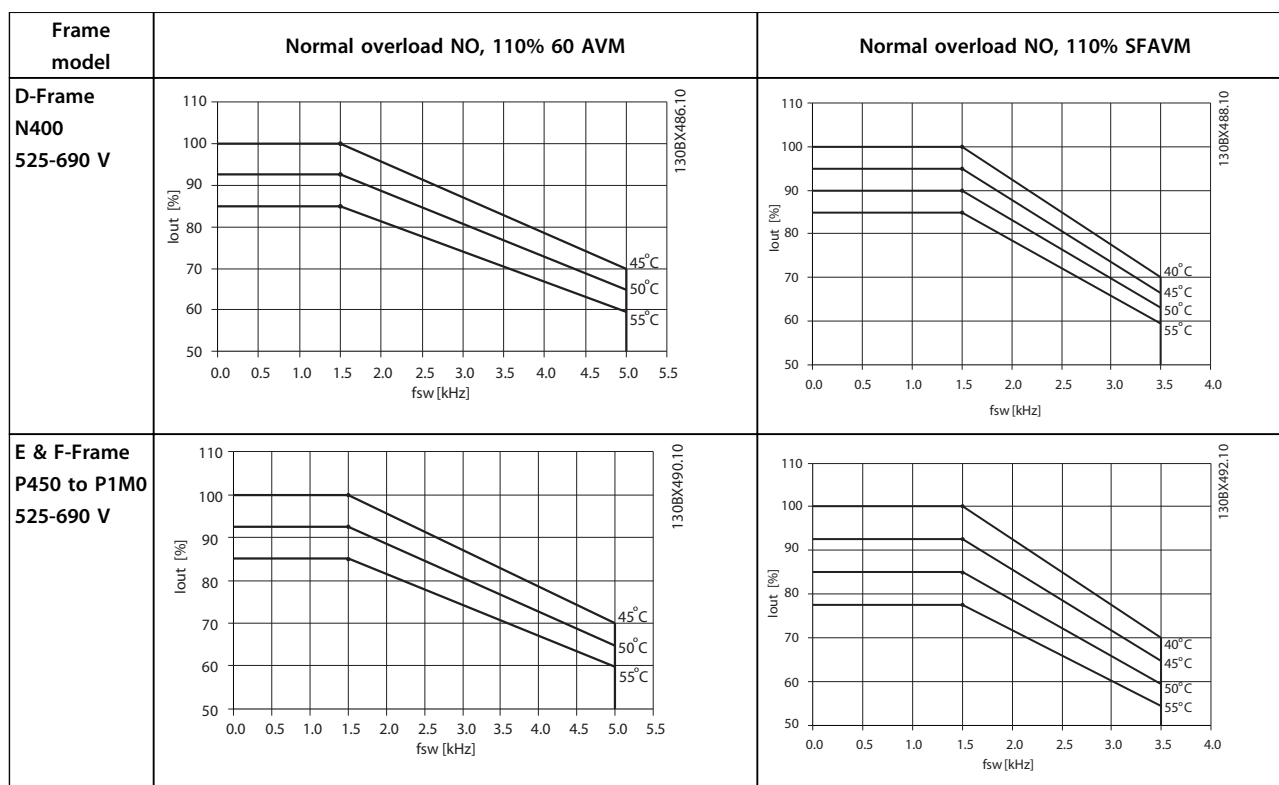 Frame
model
Normal overload NO, 110% 60 AVM
Normal overload NO, 110% SFAVM
D-Frame
N400
525-690 V
110
100
90
80
70
60
50
Iout [%]
0.0 0.5 1.0 1.5 2.0 2.5 3.0 3.5 4.0 4.5 5.0 5.5
fsw [kHz]
45°C
50°C
55°C
130BX486.10
110
100
90
80
70
60
50
Iout [%]
0.0 0.5 1.0 1.5 2.0 2.5 3.0 3.5 4.0
fsw [kHz]
40°C
45°C
50°C
55°C
130BX488.10
E & F-Frame
P450 to P1M0
525-690 V
110
100
90
80
70
60
50
Iout [%]
0.0 0.5 1.0 1.5 2.0 2.5 3.0 3.5 4.0 4.5 5.0 5.5
fsw [kHz]
45°C
50°C
55°C
130BX490.10
110
100
90
80
70
60
50
Iout [%]
0.0 0.5 1.0 1.5 2.0 2.5 3.0 3.5 4.0
fsw [kHz]
40°C
45°C
50°C
55°C
130BX492.10